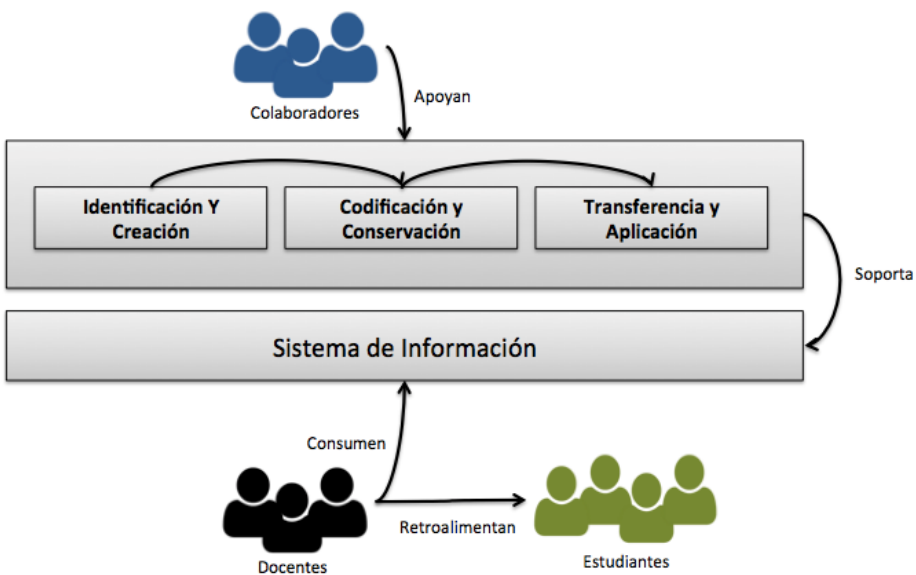 Colaboradores
Apoyan
Identificación Y
Creación
Codificación y
Conservación
Transferencia y
Aplicación
Soporta
Sistema de Información
Consumen
Retroalimentan
Docentes
Estudiantes